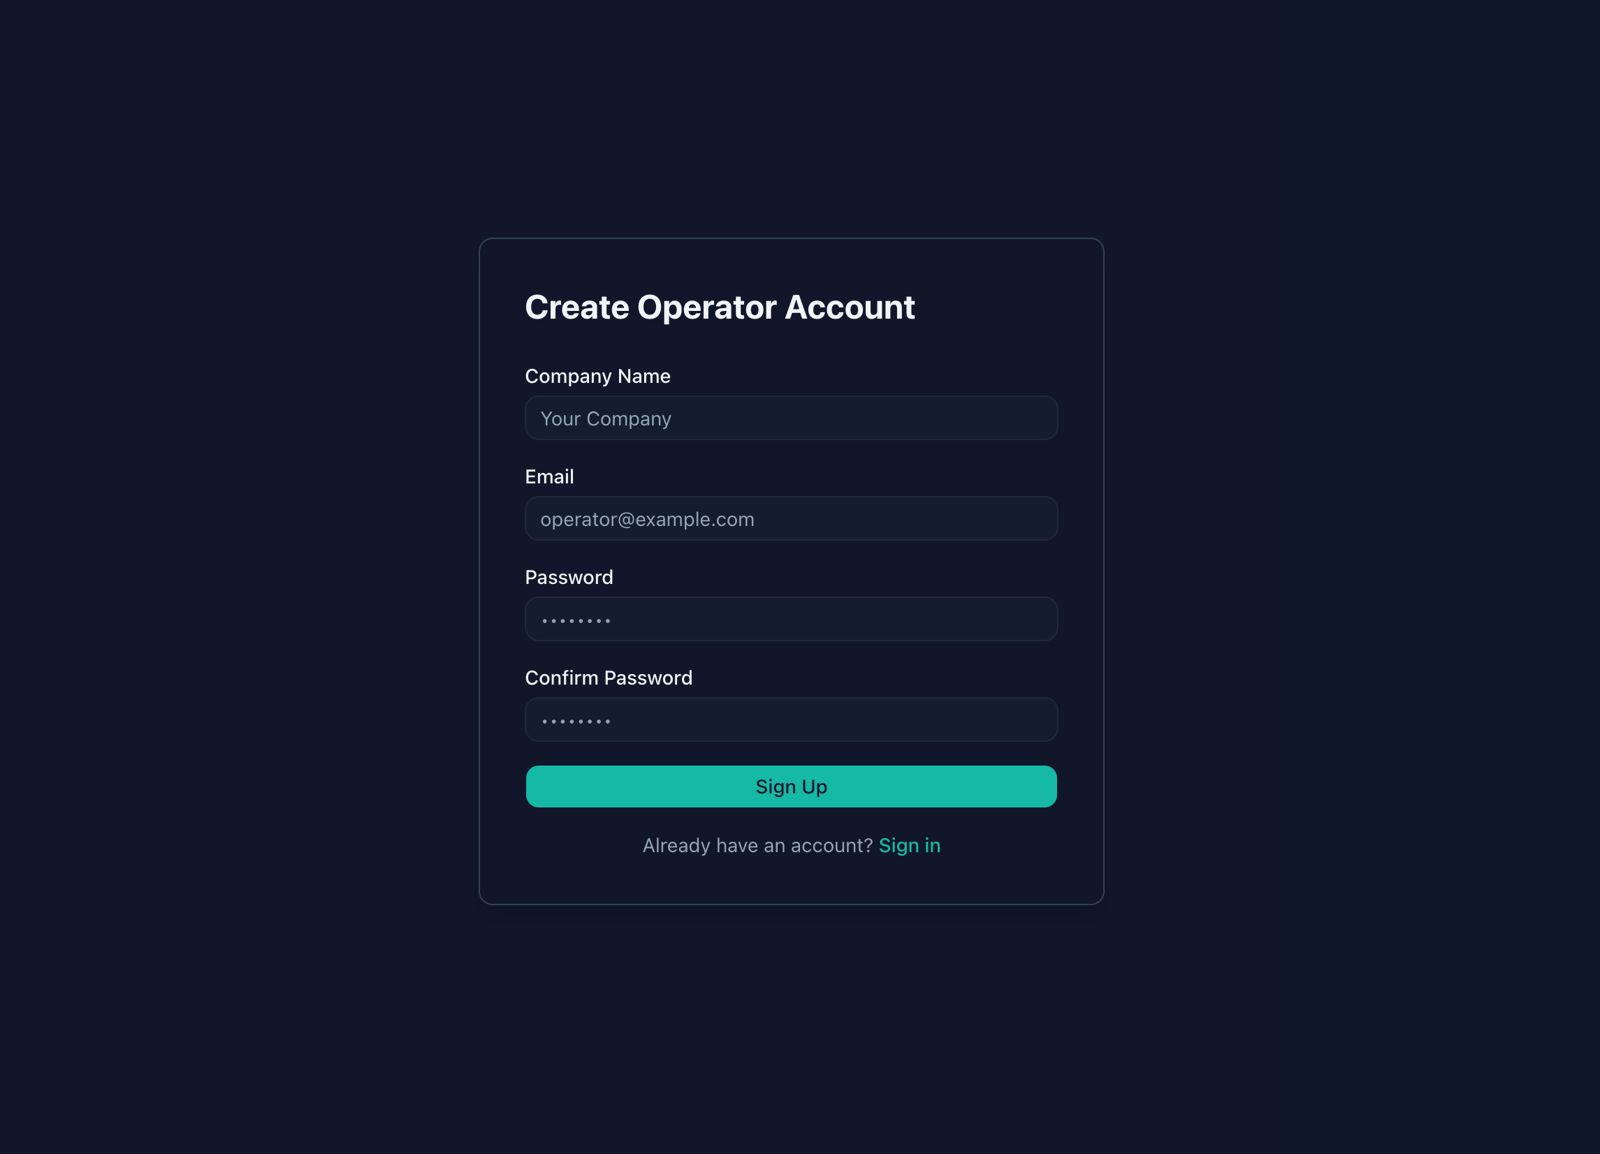 Create Operator Account
Company Name
Your Company
Email
operator@example.com
Password
••••••••
Confirm Password
••••••••
Sign Up
Already have an account? Sign in